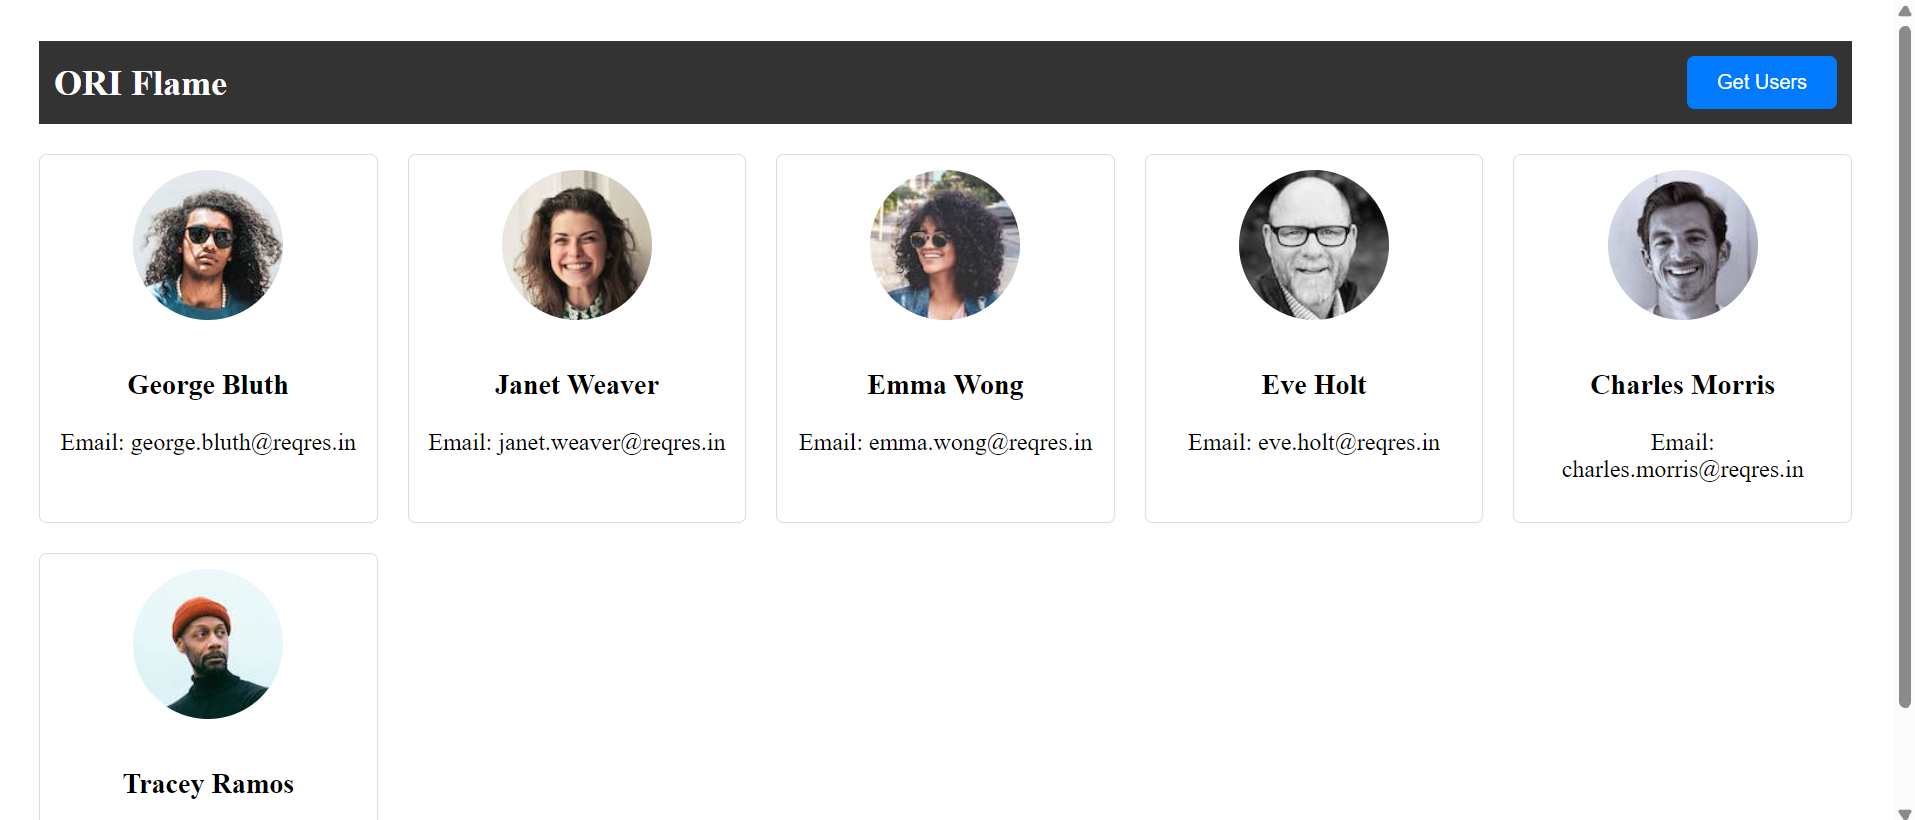 ORI Flame
Get Users
George Bluth
Email: george.bluth@reqres.in
Janet Weaver
Email: janet.weaver@reqres.in
Emma Wong
Email: emma.wong@reqres.in
Eve Holt
Email: eve.holt@reqres.in
Charles Morris
Email:
charles.morris@reqres.in
Tracey Ramos